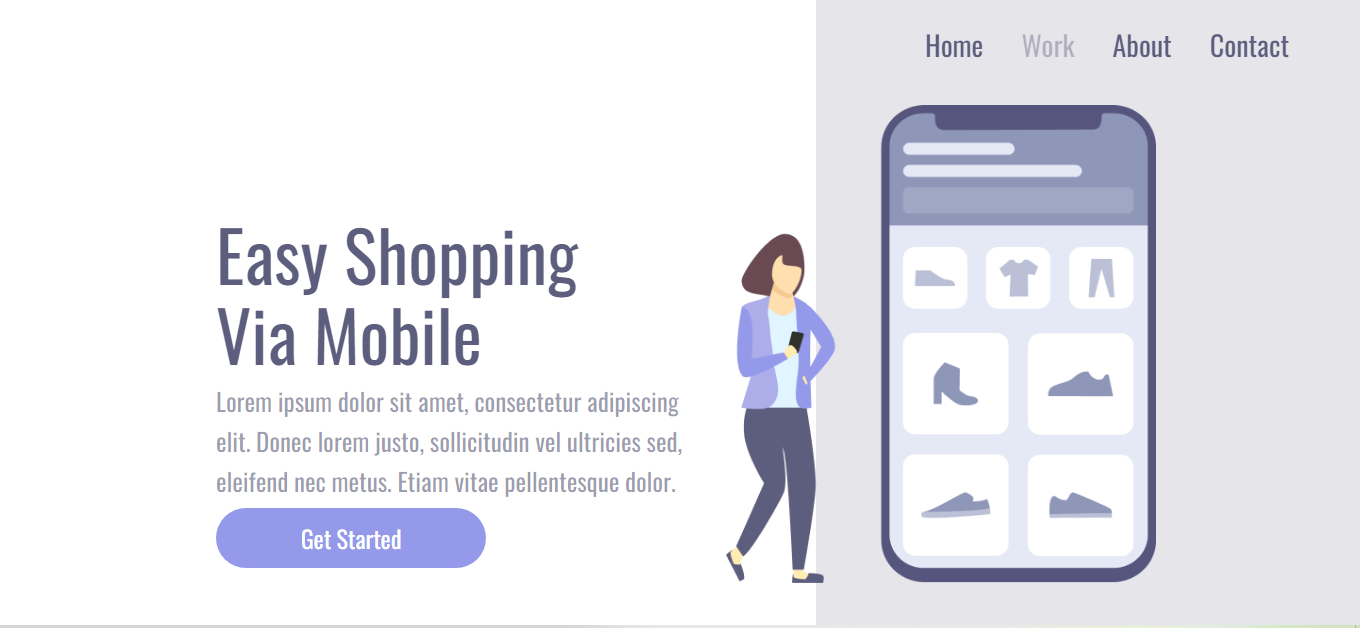 Home Work About Contact
Easy Shopping
Via Mobile
Lorem ipsum dolor sit amet, consectetur adipiscing
elit. Donec lorem justo, sollicitudin vel ultricies sed,
eleifend nec metus. Etiam vitae pellentesque dolor.
Get Started